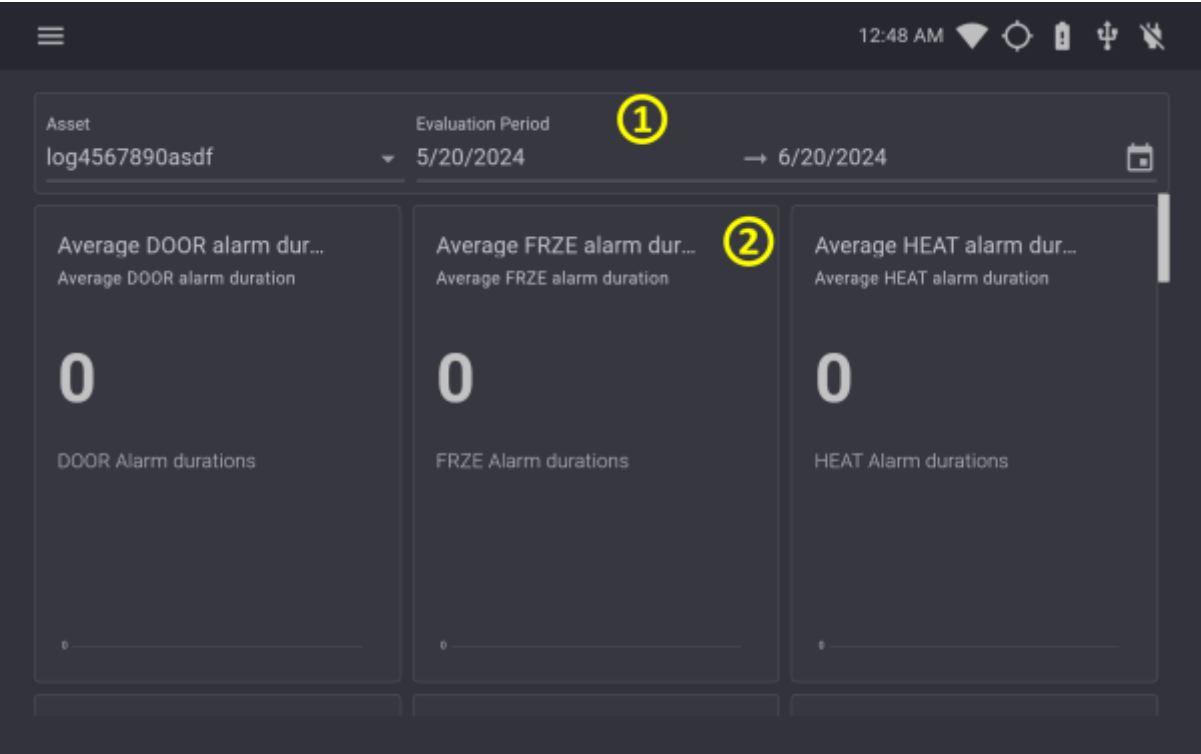 12:48 AM
Asset
Evaluation Period
①
log4567890asdf
5/20/2024
→ 6/20/2024
Average DOOR alarm dur...
Average DOOR alarm duration
0
DOOR Alarm durations
0
Average FRZE alarm dur...
②
Average FRZE alarm duration
0
FRZE Alarm durations
0
Average HEAT alarm dur...
Average HEAT alarm duration
0
HEAT Alarm durations
0